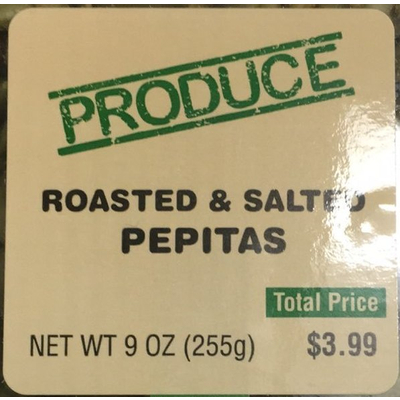 PRODUCE
ROASTED & SALTED
PEPITAS
Total Price
NET WT 9 OZ (255g) $3.99